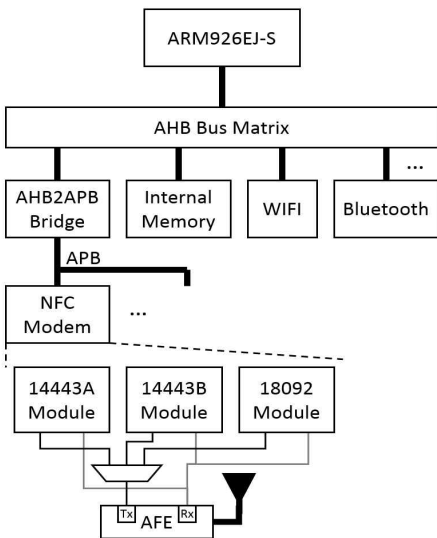 ARM926EJ-S
AHB Bus Matrix
...
AHB2APB
Bridge
Internal
Memory
WIFI
Bluetooth
APB
NFC
Modem
...
14443A
Module
14443B
Module
18092
Module
Tx
AFE
Rx